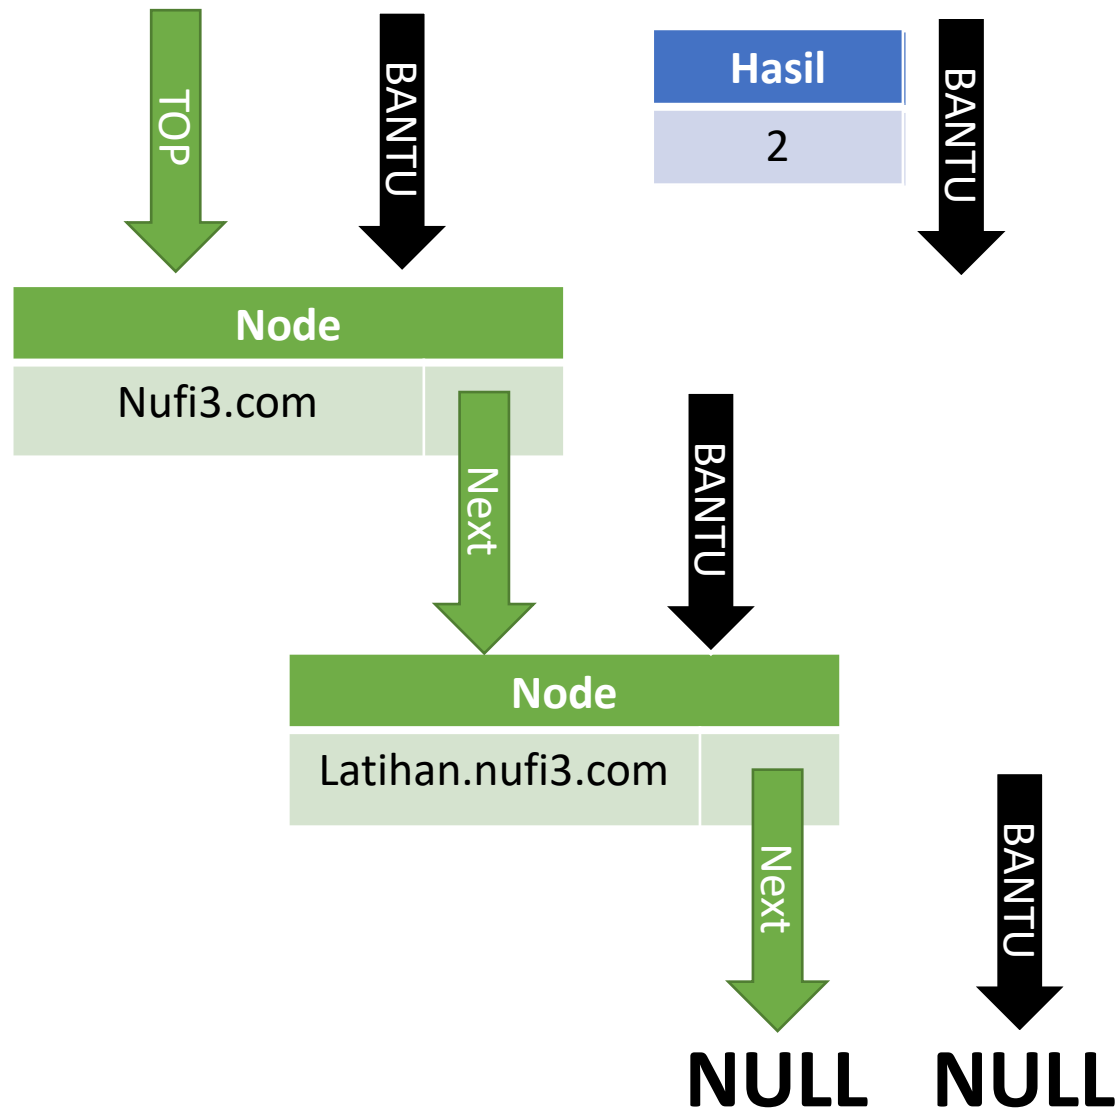 TOP
BANTU
Hasil
2
BANTU
Node
Nufi3.com
Next
BANTU
Node
Latihan.nufi3.com
Next
BANTU
NULL
NULL